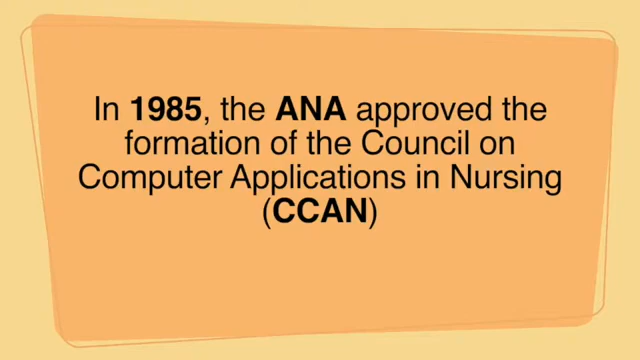 In 1985, the ANA approved the
formation of the Council on
Computer Applications in Nursing
(CCAN)